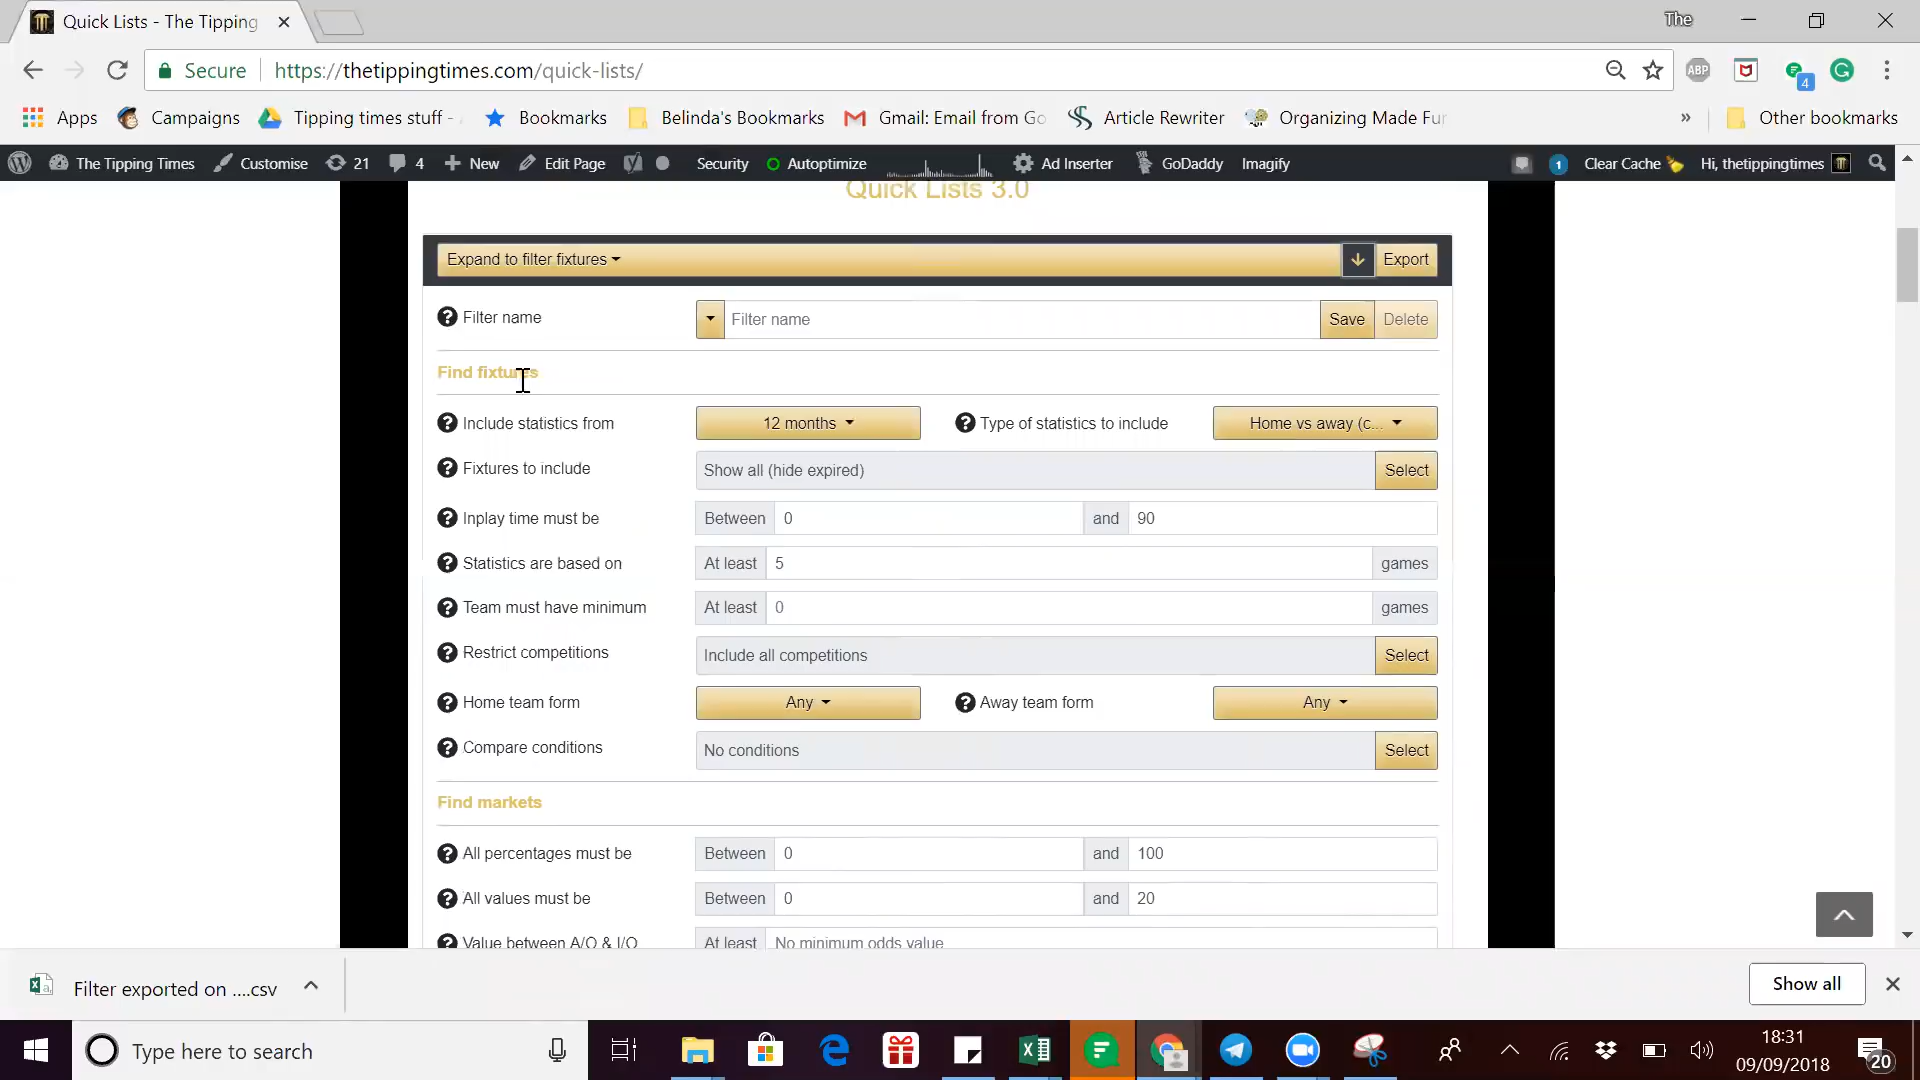 Quick Lists - The Tipping
The
Secure https://thetippingtimes.com/quick-lists/
ABP 4
Apps Campaigns Tipping times stuff - Bookmarks Belinda's Bookmarks Gmail: Email from Go Article Rewriter Organizing Made Fu » Other bookmarks
The Tipping Times Customise 21 4 New Edit Page Security Autoptimize Ad Inserter GoDaddy Imagify 1 Clear Cache Hi, thetippingtimes
Quick Lists 3.0
Expand to filter fixtures Export
Filter name Filter name Save Delete
Find fixtures
Include statistics from 12 months Type of statistics to include Home vs away (c...
Fixtures to include Show all (hide expired) Select
Inplay time must be Between 0 and 90
Statistics are based on At least 5 games
Team must have minimum At least 0 games
Restrict competitions Include all competitions Select
Home team form Any Away team form Any
Compare conditions No conditions Select
Find markets
All percentages must be Between 0 and 100
All values must be Between 0 and 20
Value between A/O & I/O At least No minimum odds value
Filter exported on ....csv Show all
Type here to search
18:31
09/09/2018
20